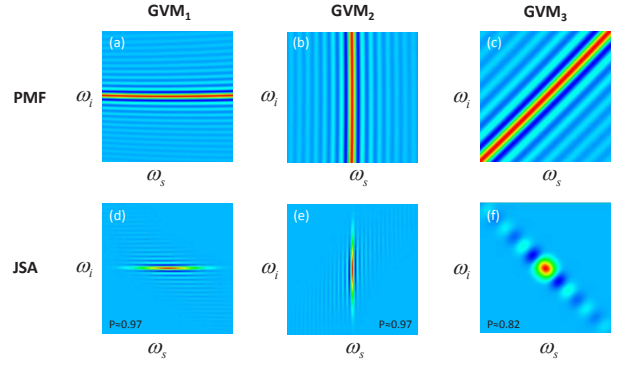 GVM₁ GVM₂ GVM₃
(a) (b) (c)
PMF ωᵢ ωᵢ ωᵢ
ωₛ ωₛ ωₛ
(d) (e) (f)
JSA ωᵢ ωᵢ ωᵢ
P≈0.97 P≈0.97 P≈0.82
ωₛ ωₛ ωₛ